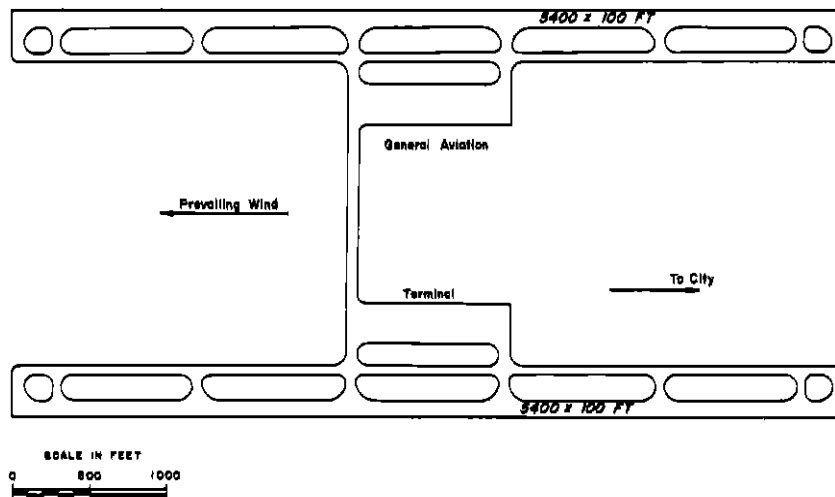 5400 x 100 FT
General Aviation
Prevailing Wind
To City
Terminal
5400 x 100 FT
SCALE IN FEET
0 500 1000